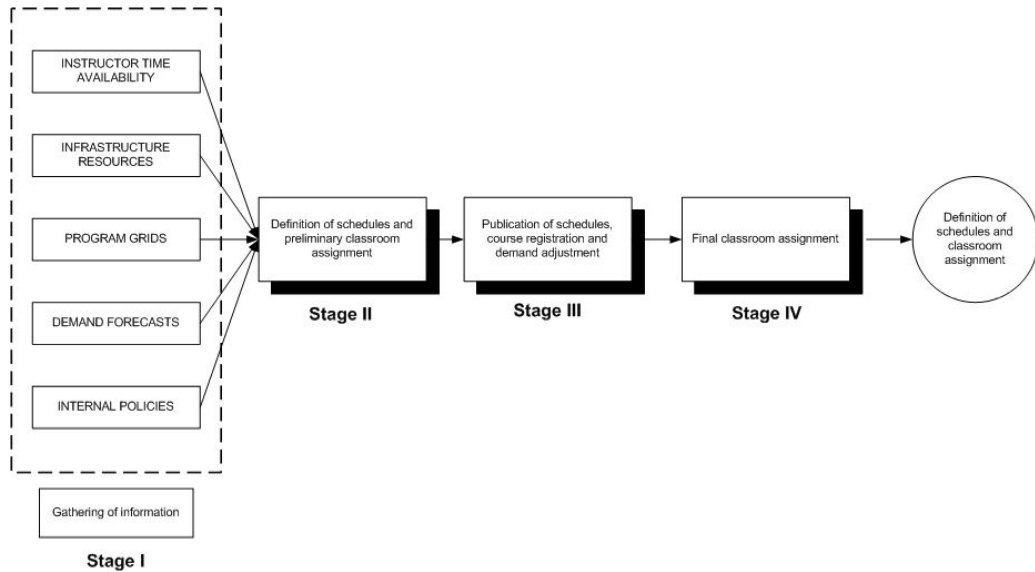 INSTRUCTOR TIME
AVAILABILITY
INFRASTRUCTURE
RESOURCES
PROGRAM GRIDS
DEMAND FORECASTS
INTERNAL POLICIES
Gathering of information
Stage I
Definition of schedules and
preliminary classroom
assignment
Stage II
Publication of schedules,
course registration and
demand adjustment
Stage III
Final classroom assignment
Stage IV
Definition of
schedules and
classroom
assignment